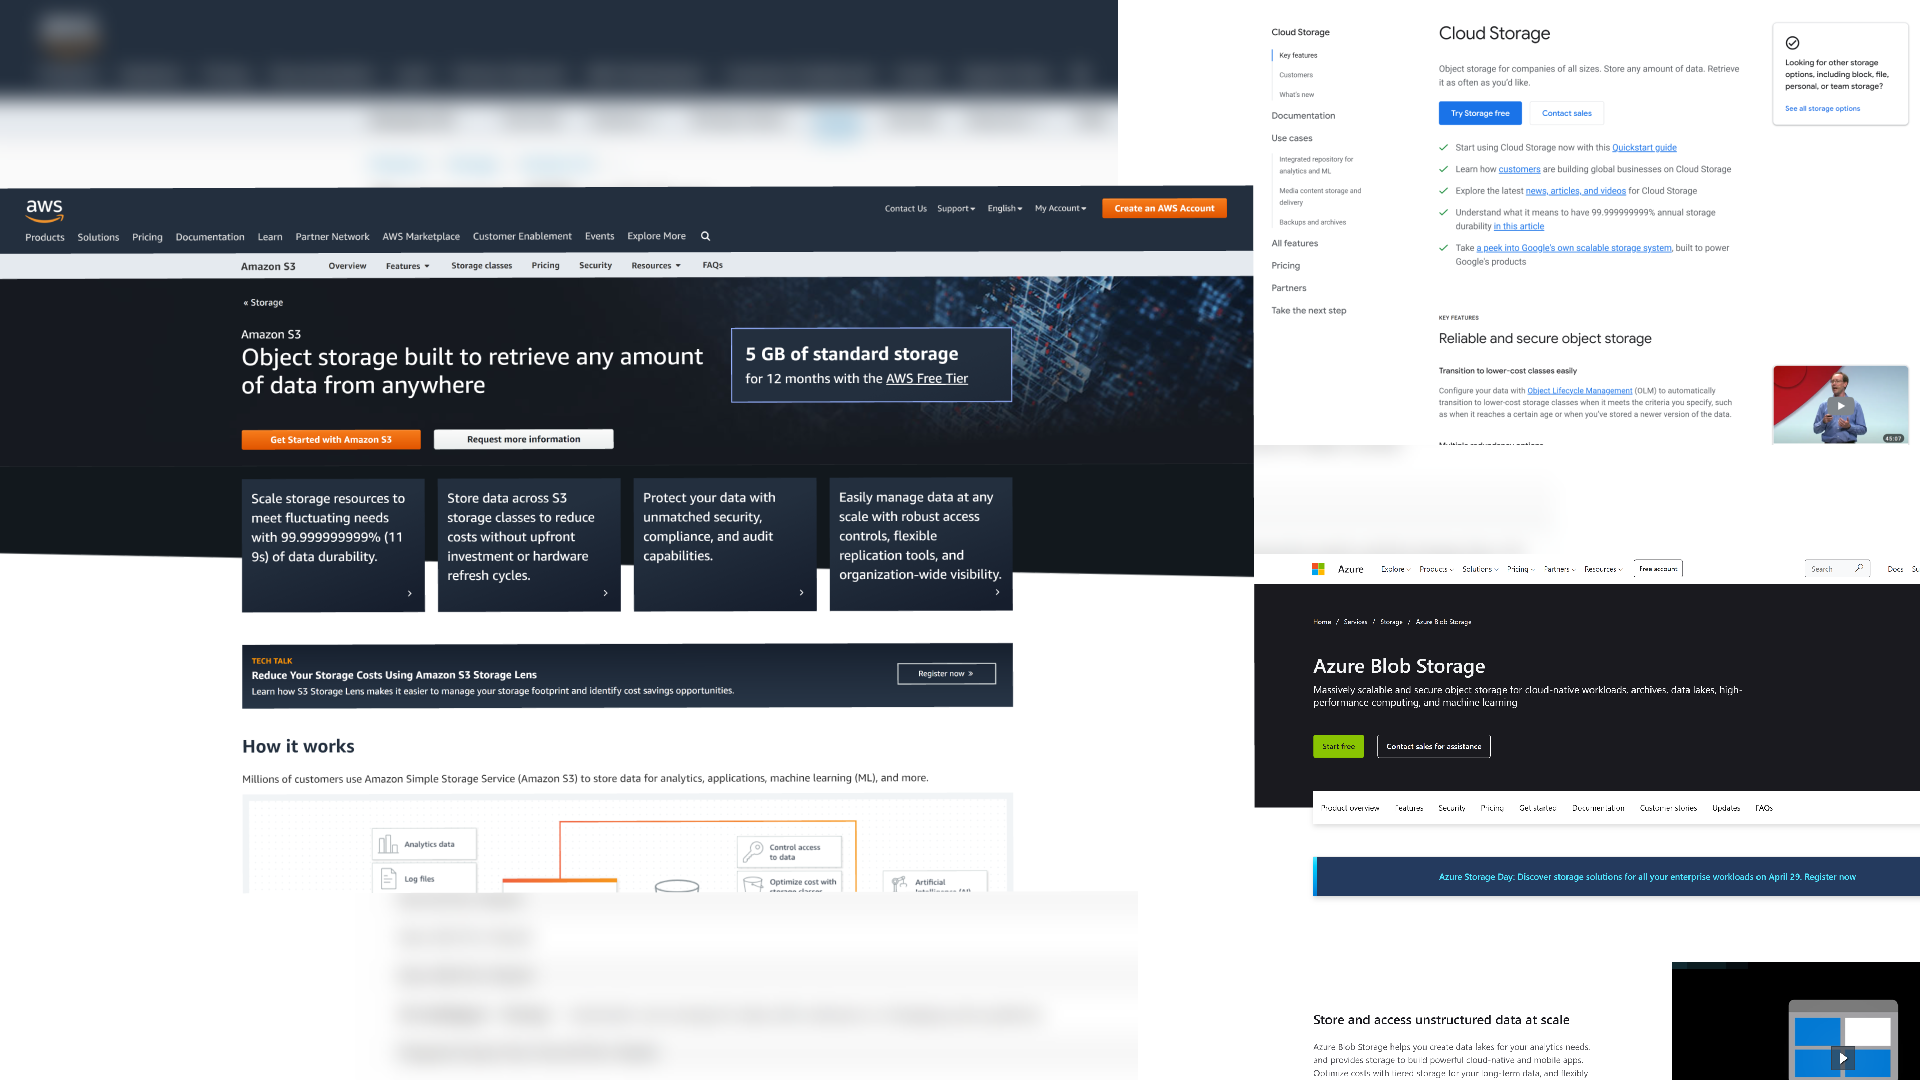 aws
Contact Us Support English My Account Create an AWS Account
Products Solutions Pricing Documentation Learn Partner Network AWS Marketplace Customer Enablement Events Explore More
Amazon S3 Overview Features Storage classes Pricing Security Resources FAQs
« Storage
Amazon S3
Object storage built to retrieve any amount
of data from anywhere
5 GB of standard storage
for 12 months with the AWS Free Tier
Get Started with Amazon S3 Request more information
Scale storage resources to
meet fluctuating needs
with 99.999999999% (11
9s) of data durability.
Store data across S3
storage classes to reduce
costs without upfront
investment or hardware
refresh cycles.
Protect your data with
unmatched security,
compliance, and audit
capabilities.
Easily manage data at any
scale with robust access
controls, flexible
replication tools, and
organization-wide visibility.
TECH TALK
Reduce Your Storage Costs Using Amazon S3 Storage Lens
Learn how S3 Storage Lens makes it easier to manage your storage footprint and identify cost savings opportunities.
Register now »
How it works
Millions of customers use Amazon Simple Storage Service (Amazon S3) to store data for analytics, applications, machine learning (ML), and more.
Analytics data
Log files
Control access
to data
Optimize cost with
storage classes
Artificial
Intelligence (AI)
Cloud Storage
Key features
Customers
What's new
Documentation
Use cases
Integrated repository for
analytics and ML
Media content storage and
delivery
Backups and archives
All features
Pricing
Partners
Take the next step
Cloud Storage
Object storage for companies of all sizes. Store any amount of data. Retrieve
it as often as you'd like.
Try Storage free Contact sales
Start using Cloud Storage now with this Quickstart guide
Learn how customers are building global businesses on Cloud Storage
Explore the latest news, articles, and videos for Cloud Storage
Understand what it means to have 99.999999999% annual storage
durability in this article
Take a peek into Google's own scalable storage system, built to power
Google's products
KEY FEATURES
Reliable and secure object storage
Transition to lower-cost classes easily
Configure your data with Object Lifecycle Management (OLM) to automatically
transition to lower-cost storage classes when it meets the criteria you specify, such
as when it reaches a certain age or when you've stored a newer version of the data.
Multiple redundancy options
Looking for other storage
options, including block, file,
personal, or team storage?
See all storage options
45:07
Azure Explore Products Solutions Pricing Partners Resources Free account Search Docs Su
Home / Services / Storage / Azure Blob Storage
Azure Blob Storage
Massively scalable and secure object storage for cloud-native workloads, archives, data lakes, high-
performance computing, and machine learning
Start free Contact sales for assistance
Product overview Features Security Pricing Get started Documentation Customer stories Updates FAQs
Azure Storage Day: Discover storage solutions for all your enterprise workloads on April 29. Register now
Store and access unstructured data at scale
Azure Blob Storage helps you create data lakes for your analytics needs,
and provides storage to build powerful cloud-native and mobile apps.
Optimize costs with tiered storage for your long-term data, and flexibly